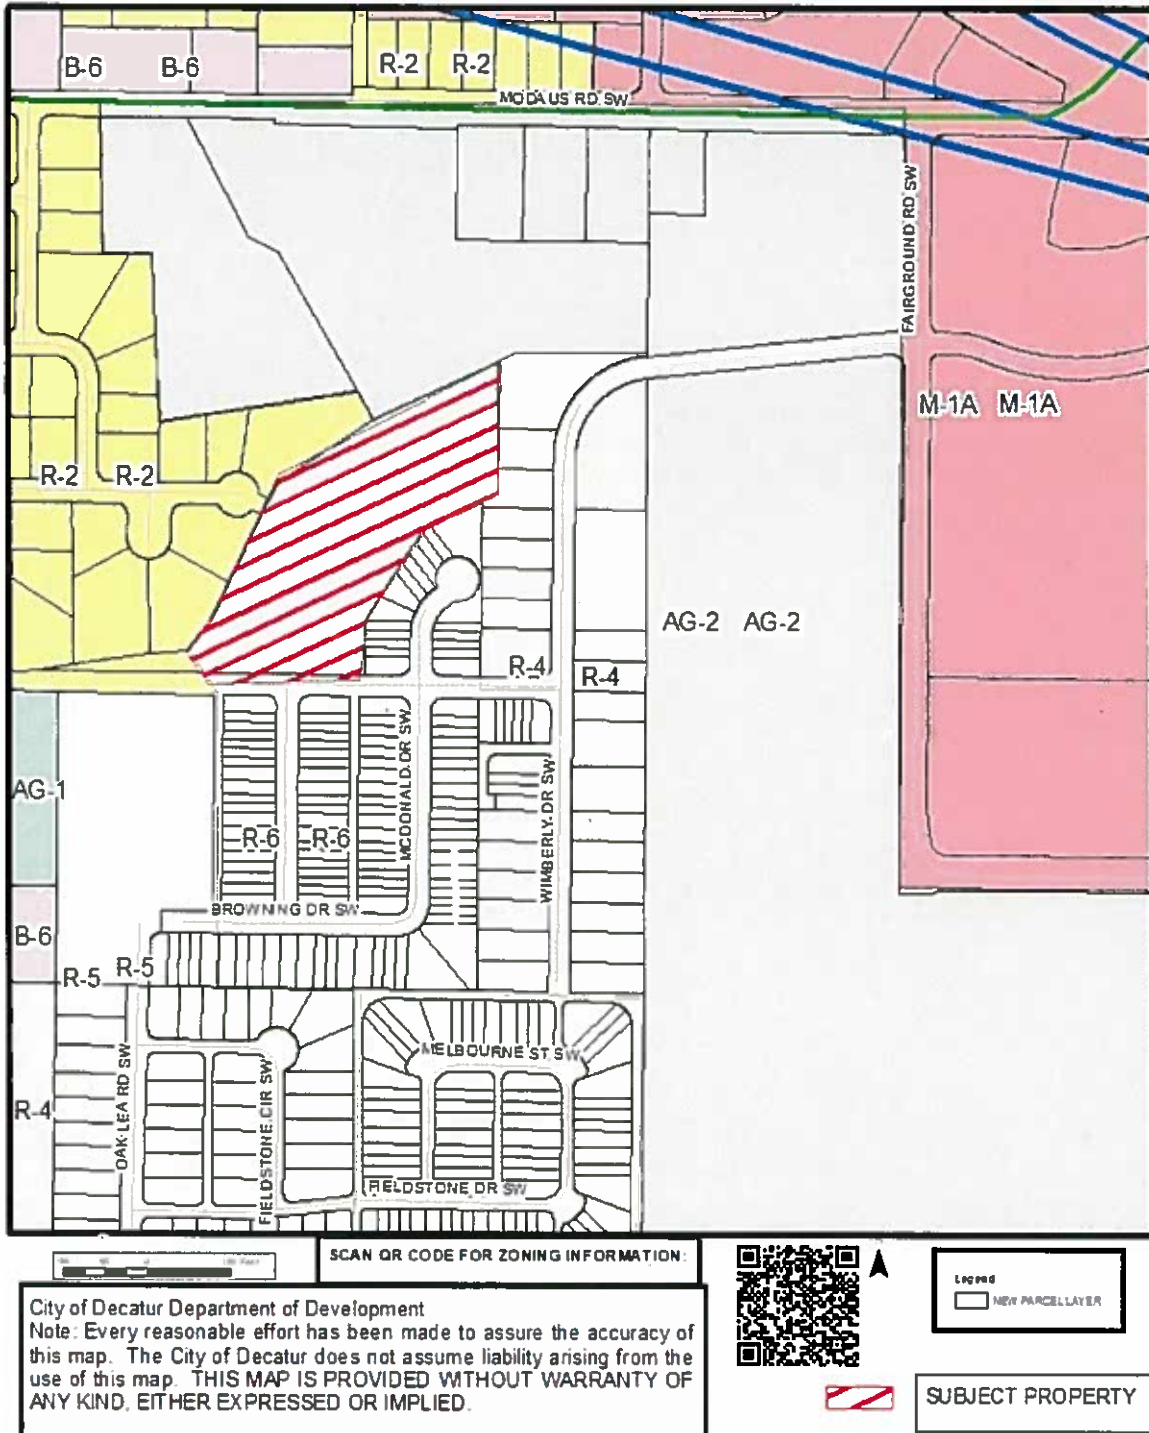 B-6 B-6 R-2 R-2
MODAUS RD SW
FAIRGROUND RD SW
M-1A M-1A
R-2 R-2
AG-2 AG-2
R-4 R-4
AG-1
MCDONALD DR SW
WIMBERLY DR SW
R-6 R-6
BROWNING DR SW
B-6
R-5 R-5
MELBOURNE ST SW
OAK LEA RD SW
FIELDSTONE CIR SW
R-4
FIELDSTONE DR SW
SCAN QR CODE FOR ZONING INFORMATION:
Legend
NEW PARCEL LAYER
City of Decatur Department of Development
Note: Every reasonable effort has been made to assure the accuracy of
this map. The City of Decatur does not assume liability arising from the
use of this map. THIS MAP IS PROVIDED WITHOUT WARRANTY OF
ANY KIND, EITHER EXPRESSED OR IMPLIED.
SUBJECT PROPERTY